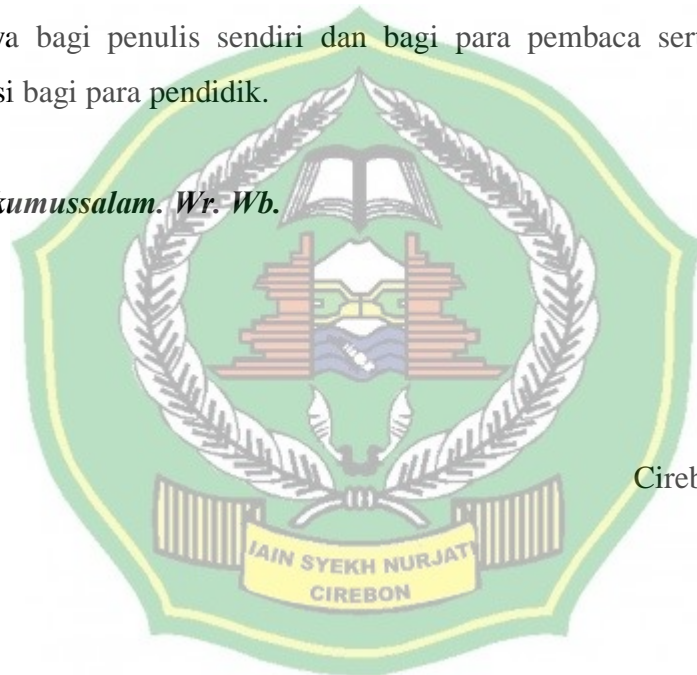 ya bagi penulis sendiri dan bagi para pembaca ser
si bagi para pendidik.
kumussalam. Wr. Wb.
Cireb
IAIN SYEKH NURJATI
CIREBON